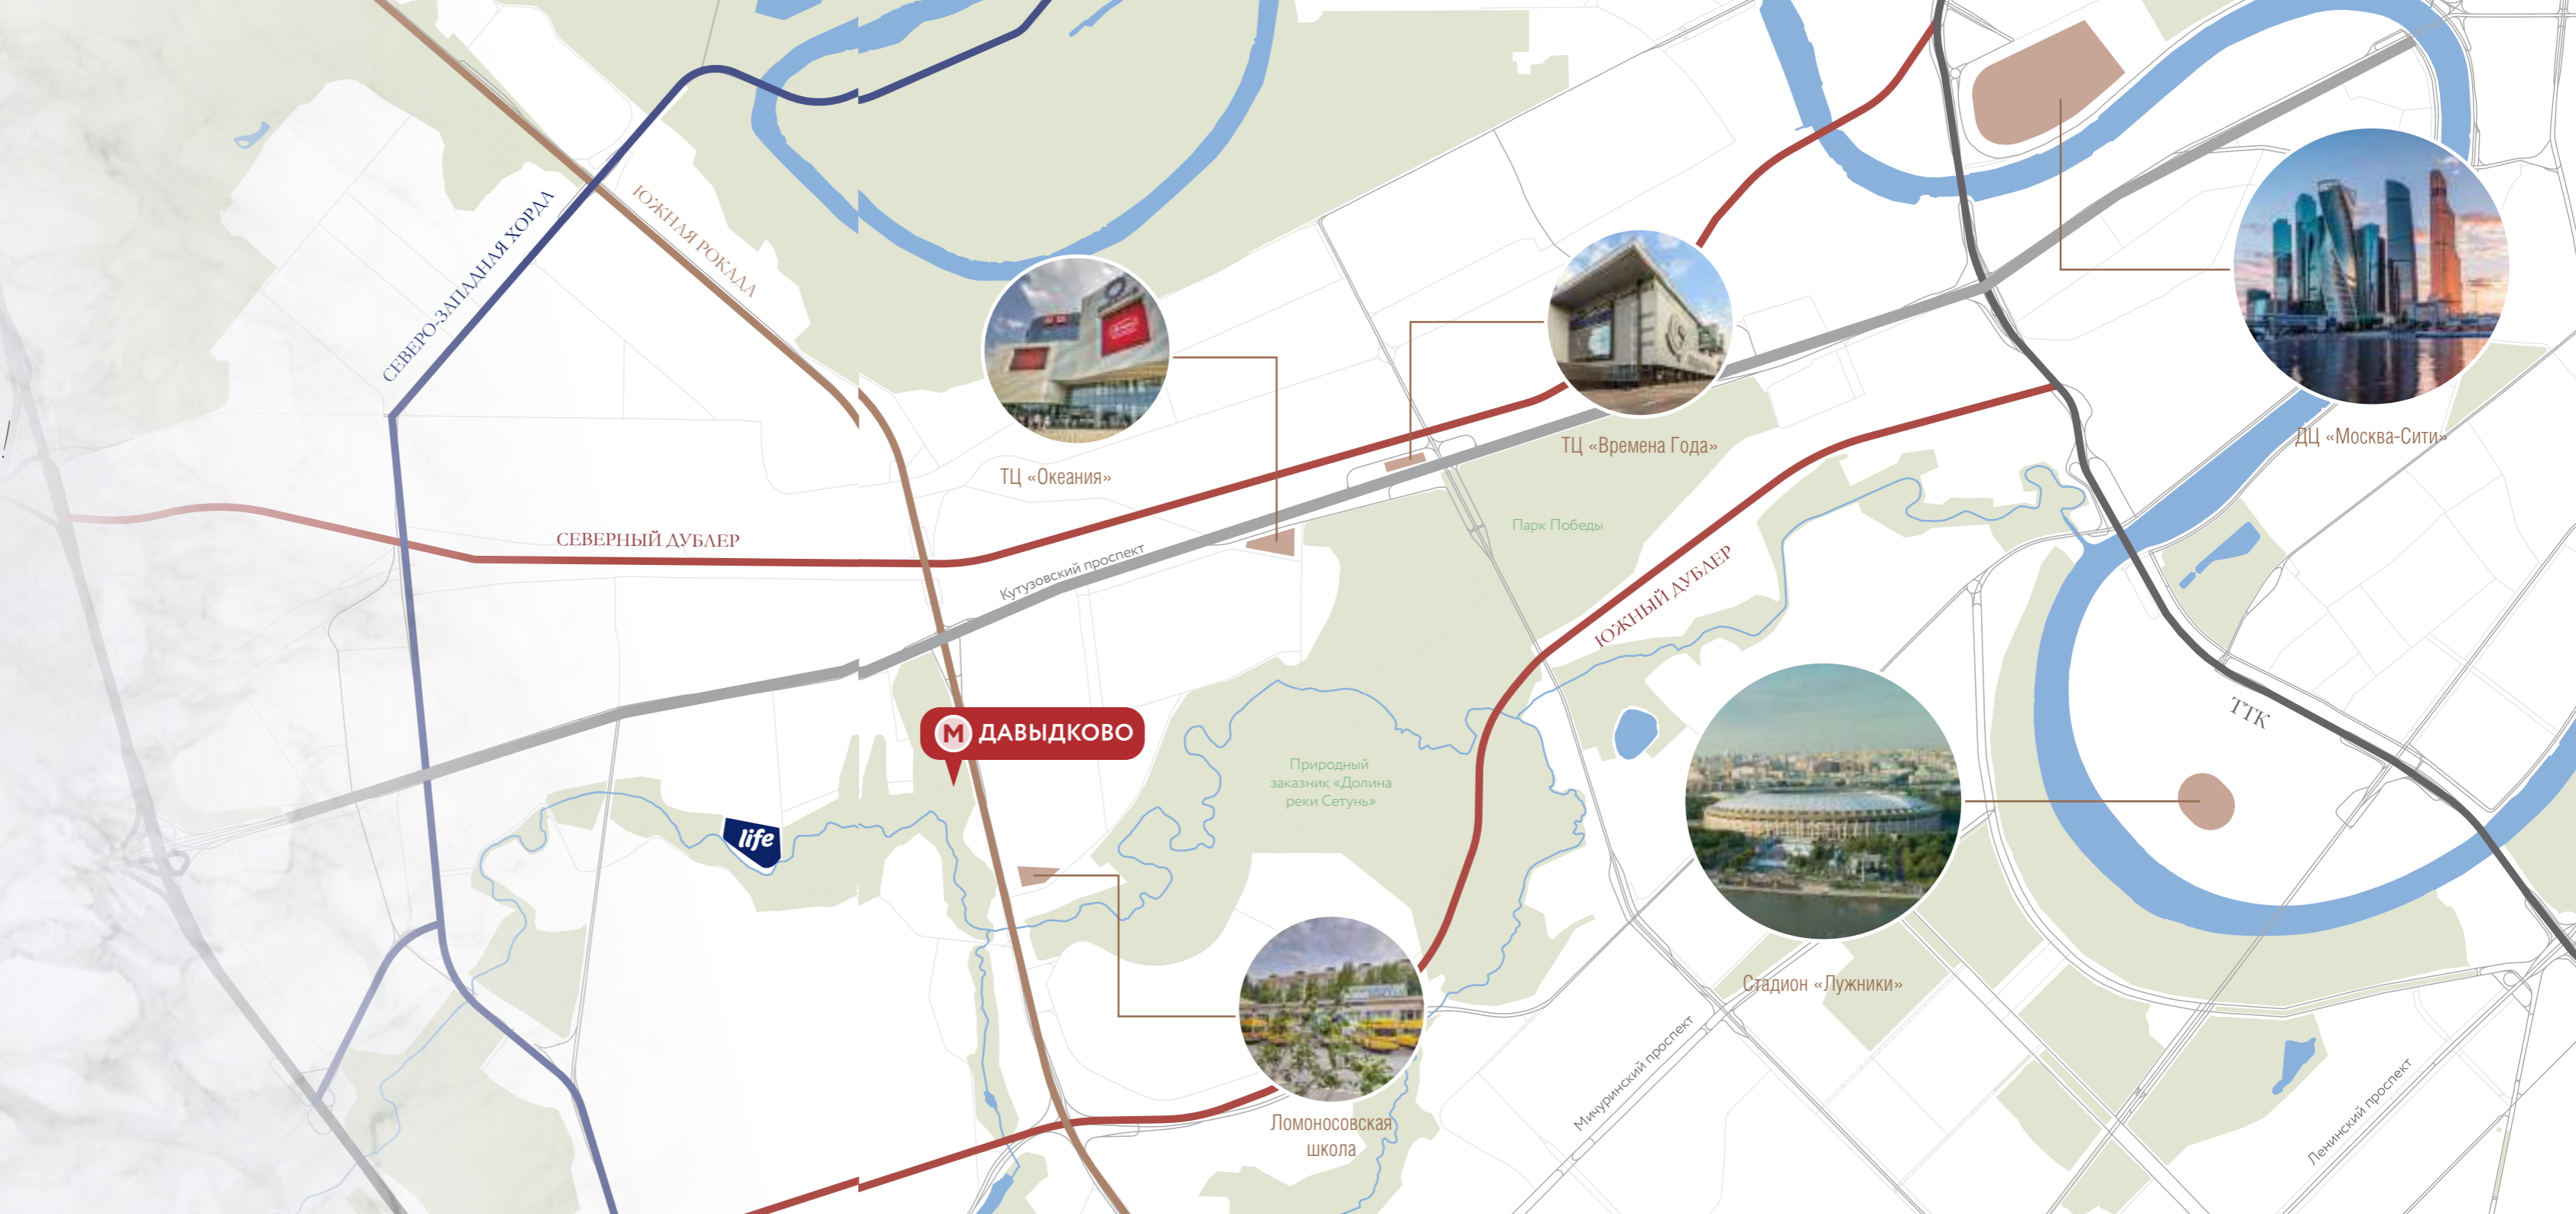 СЕВЕРО-ЗАПАДНАЯ ХОРДА
ЮЖНАЯ РОКАДА
ТЦ «Океания»
ТЦ «Времена Года»
ДЦ «Москва-Сити»
СЕВЕРНЫЙ ДУБЛЕР
Кутузовский проспект
Парк Победы
ЮЖНЫЙ ДУБЛЕР
М ДАВЫДКОВО
ТТК
Природный
заказник «Долина
реки Сетунь»
life
Стадион «Лужники»
Мичуринский проспект
Ленинский проспект
Ломоносовская
школа